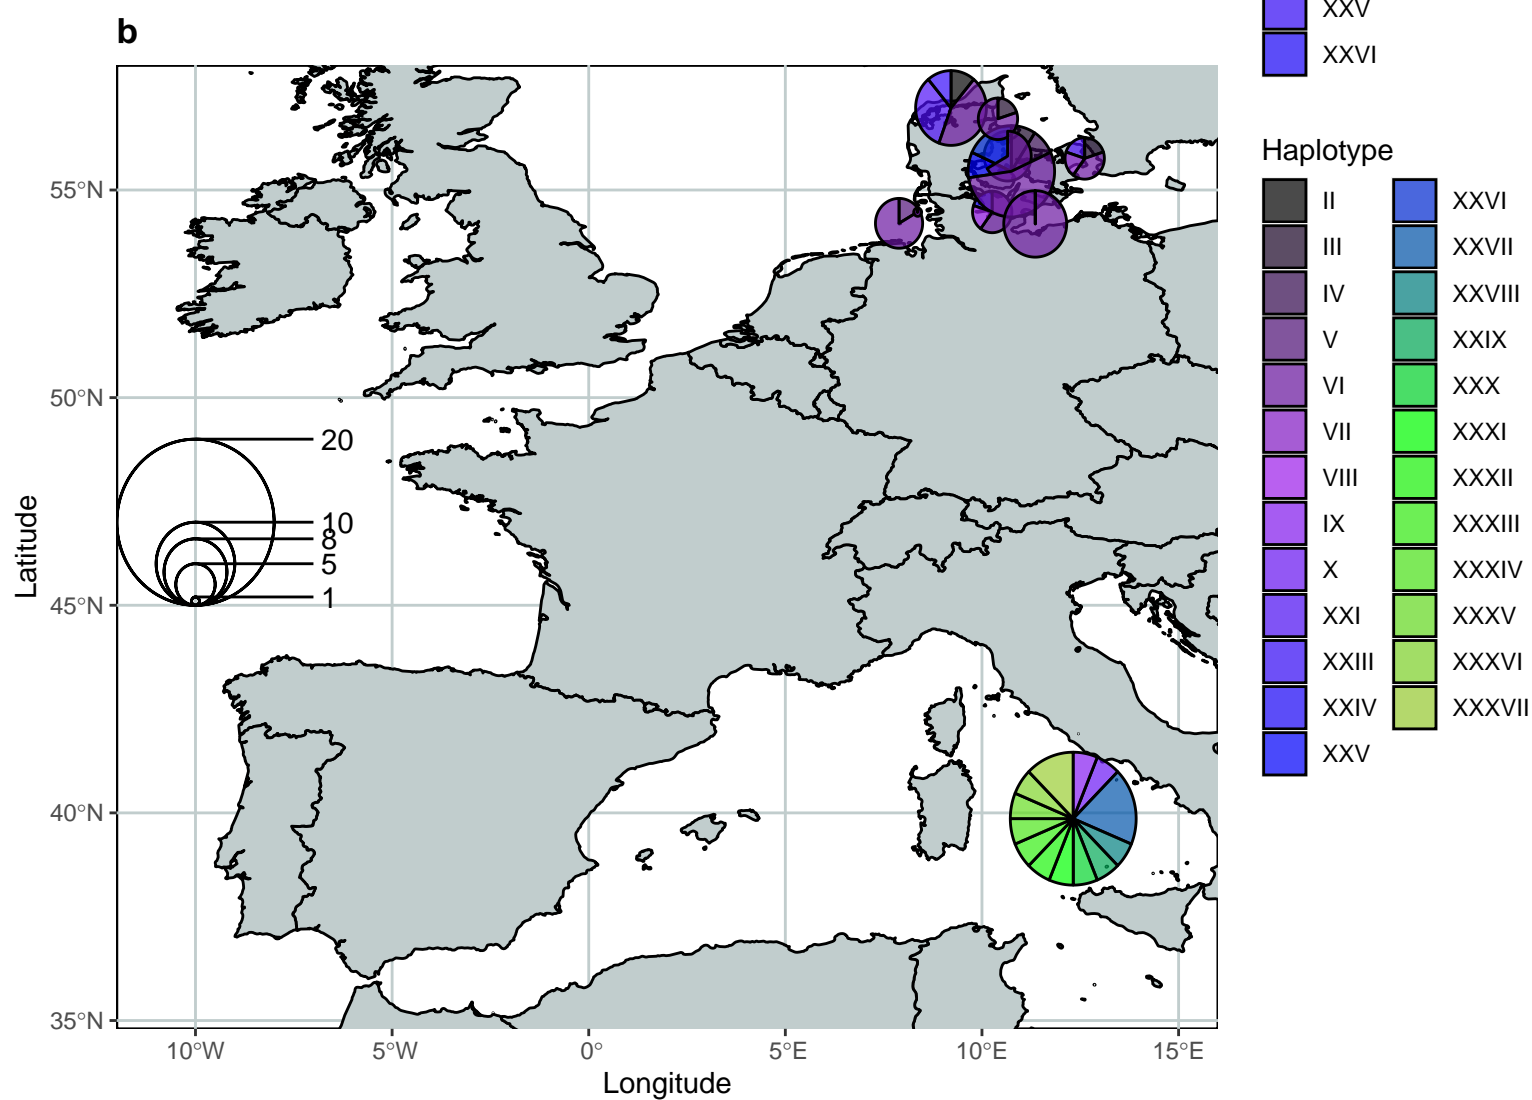 XXV
b
XXVI
Haplotype
II
XXVI
III
XXVII
IV
XXVIII
V
XXIX
VI
XXX
VII
XXXI
VIII
XXXII
IX
XXXIII
X
XXXIV
XXI
XXXV
XXIII
XXXVI
XXIV
XXXVII
XXV
55°N
50°N
45°N
40°N
35°N
Latitude
20
10
8
5
1
10°W
5°W
0°
5°E
10°E
15°E
Longitude